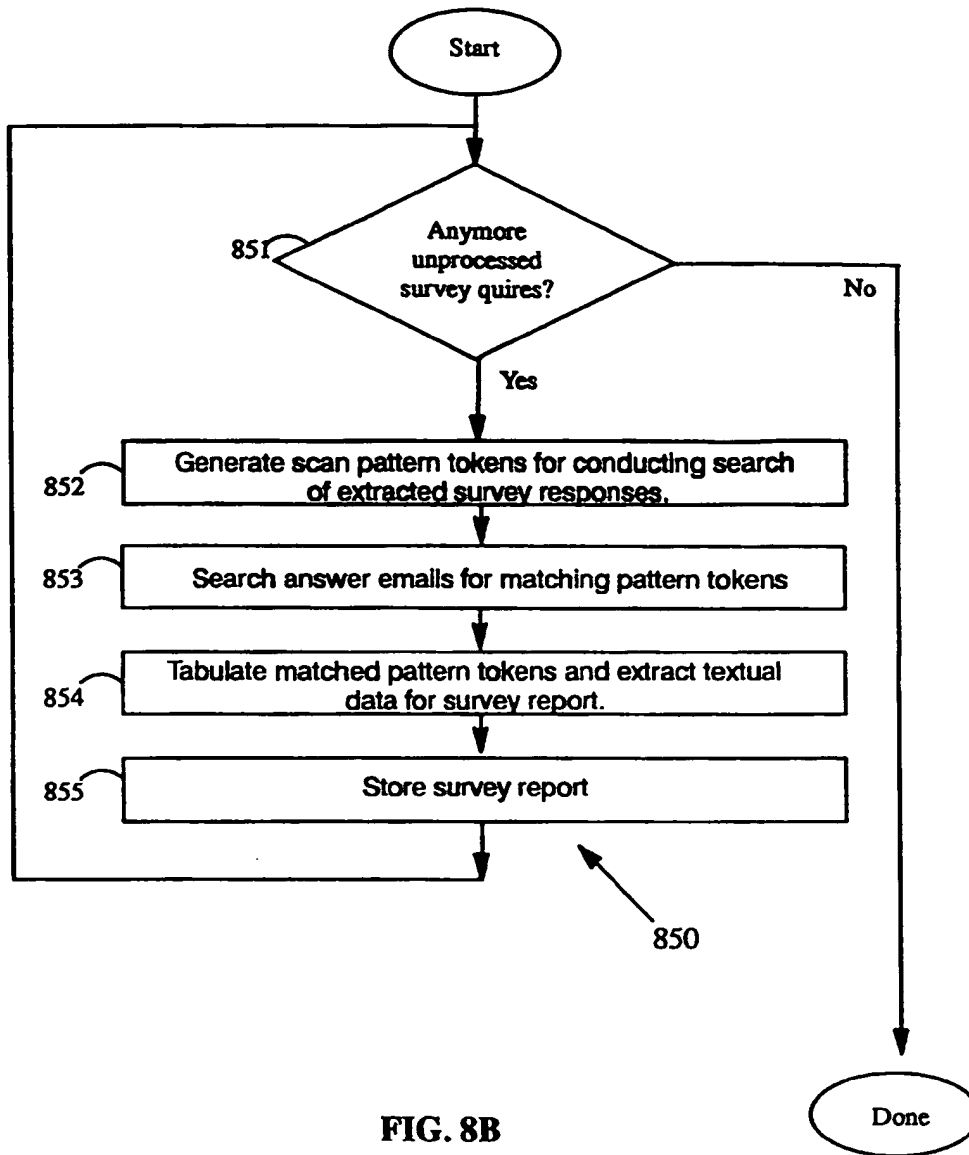 Start
851
Anymore
unprocessed
survey quires?
No
Yes
852
Generate scan pattern tokens for conducting search
of extracted survey responses.
853
Search answer emails for matching pattern tokens
854
Tabulate matched pattern tokens and extract textual
data for survey report.
855
Store survey report
850
Done
FIG. 8B